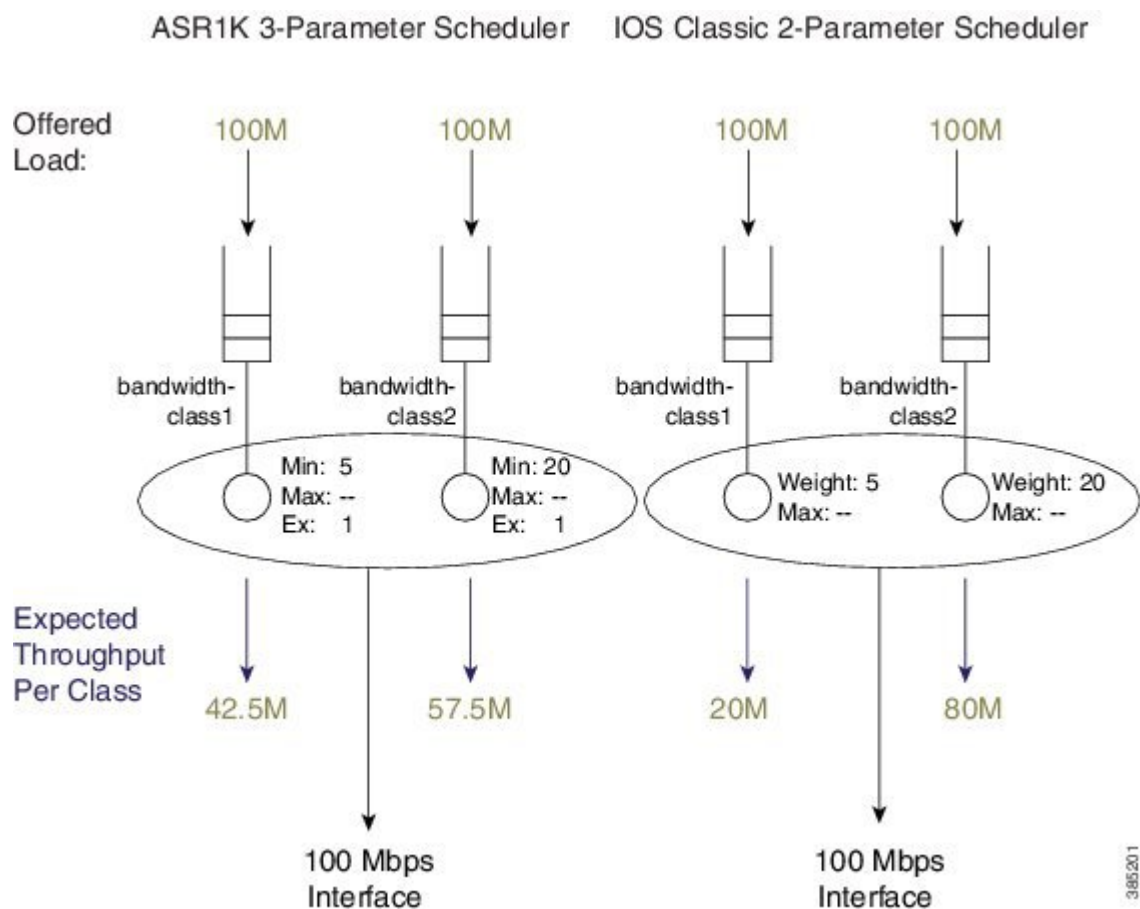 ASR1K 3-Parameter Scheduler
IOS Classic 2-Parameter Scheduler
Offered
Load:
100M
100M
100M
100M
bandwidth-
class1
bandwidth-
class2
bandwidth-
class1
bandwidth-
class2
Min: 5
Max: --
Ex: 1
Min: 20
Max: --
Ex: 1
Weight: 5
Max: --
Weight: 20
Max: --
Expected
Throughput
Per Class
42.5M
57.5M
20M
80M
100 Mbps
Interface
100 Mbps
Interface
385201